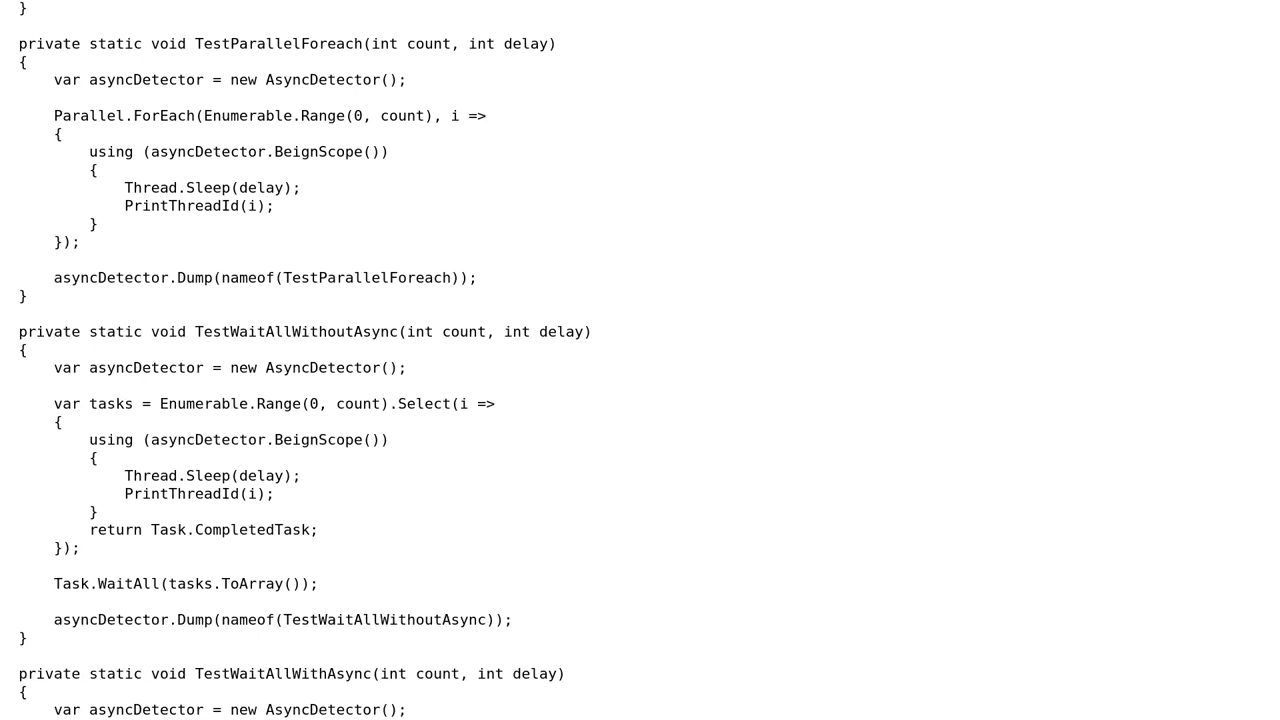 }
private static void TestParallelForeach(int count, int delay)
{
    var asyncDetector = new AsyncDetector();
    Parallel.ForEach(Enumerable.Range(0, count), i =>
    {
        using (asyncDetector.BeignScope())
        {
            Thread.Sleep(delay);
            PrintThreadId(i);
        }
    });
    asyncDetector.Dump(nameof(TestParallelForeach));
}
private static void TestWaitAllWithoutAsync(int count, int delay)
{
    var asyncDetector = new AsyncDetector();
    var tasks = Enumerable.Range(0, count).Select(i =>
    {
        using (asyncDetector.BeignScope())
        {
            Thread.Sleep(delay);
            PrintThreadId(i);
        }
        return Task.CompletedTask;
    });
    Task.WaitAll(tasks.ToArray());
    asyncDetector.Dump(nameof(TestWaitAllWithoutAsync));
}
private static void TestWaitAllWithAsync(int count, int delay)
{
    var asyncDetector = new AsyncDetector();